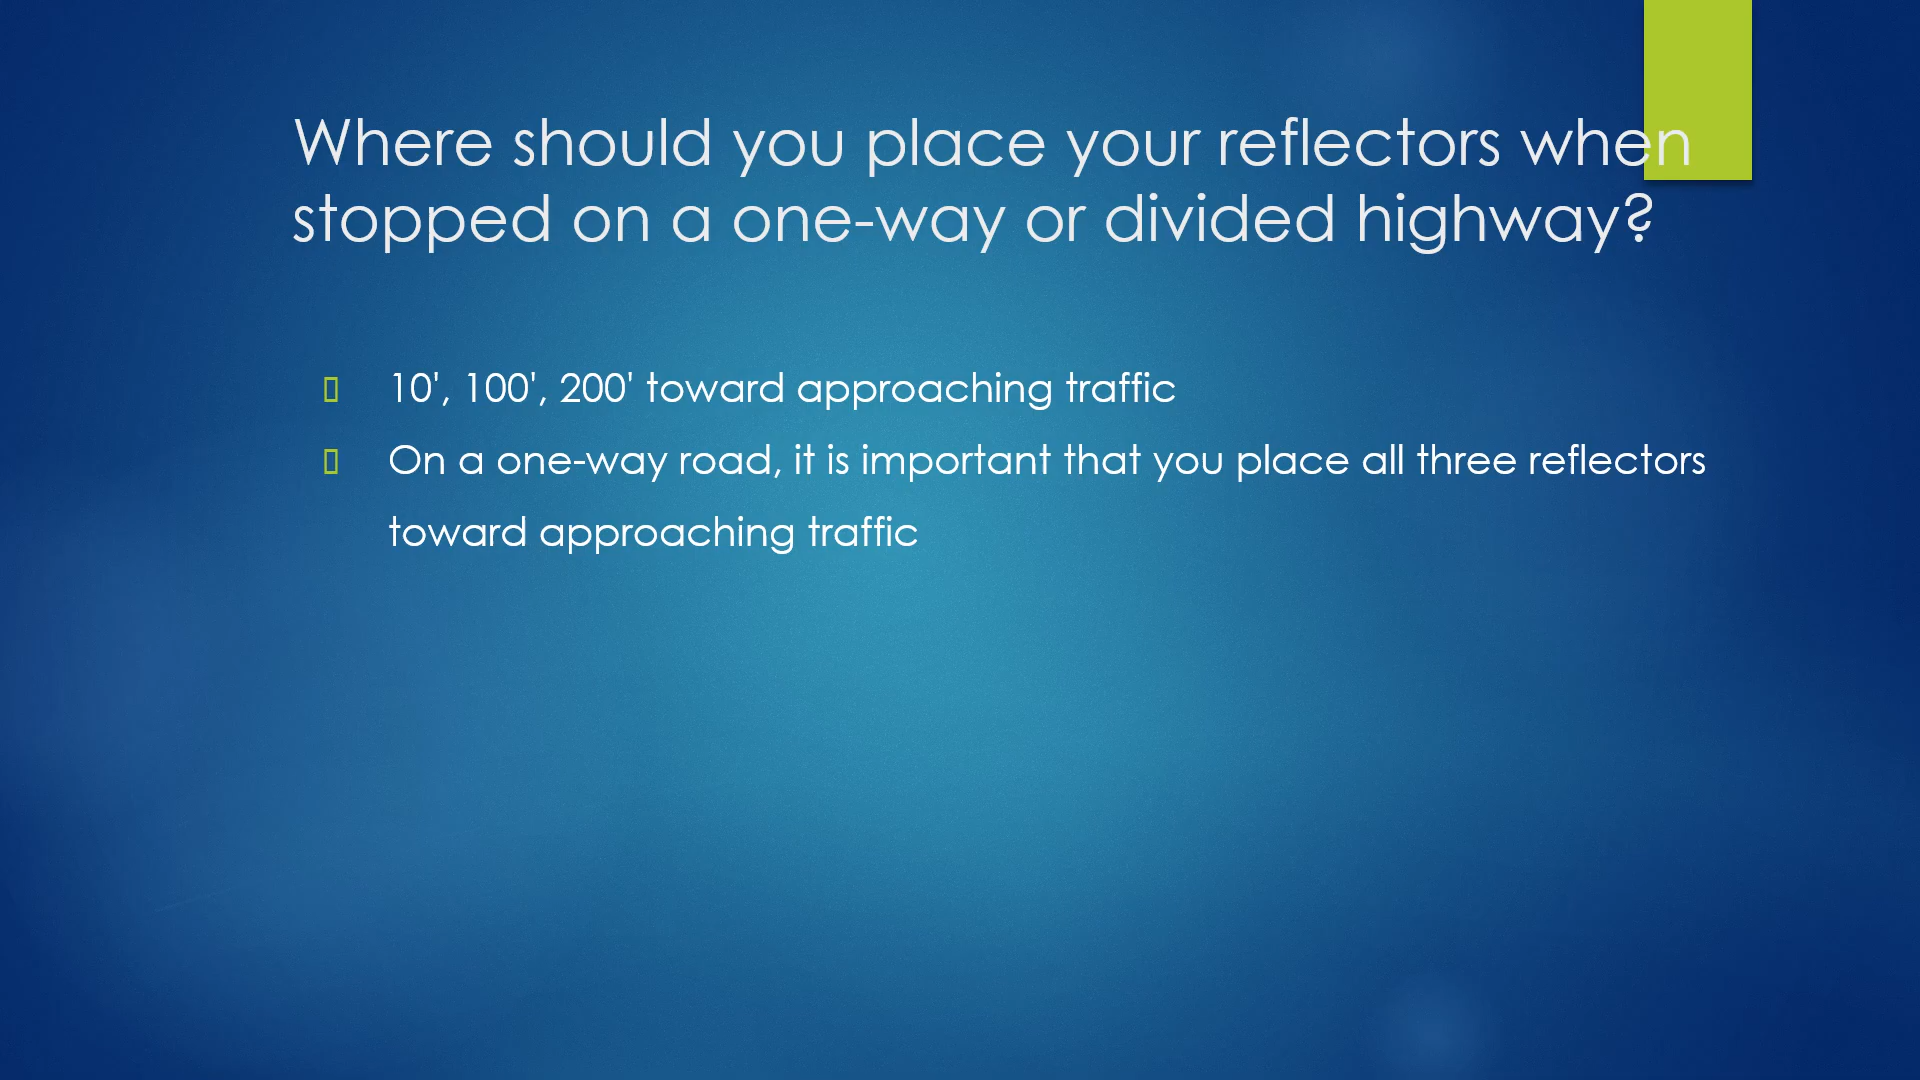 Where should you place your reflectors when
stopped on a one-way or divided highway?
10', 100', 200' toward approaching traffic
On a one-way road, it is important that you place all three reflectors
toward approaching traffic